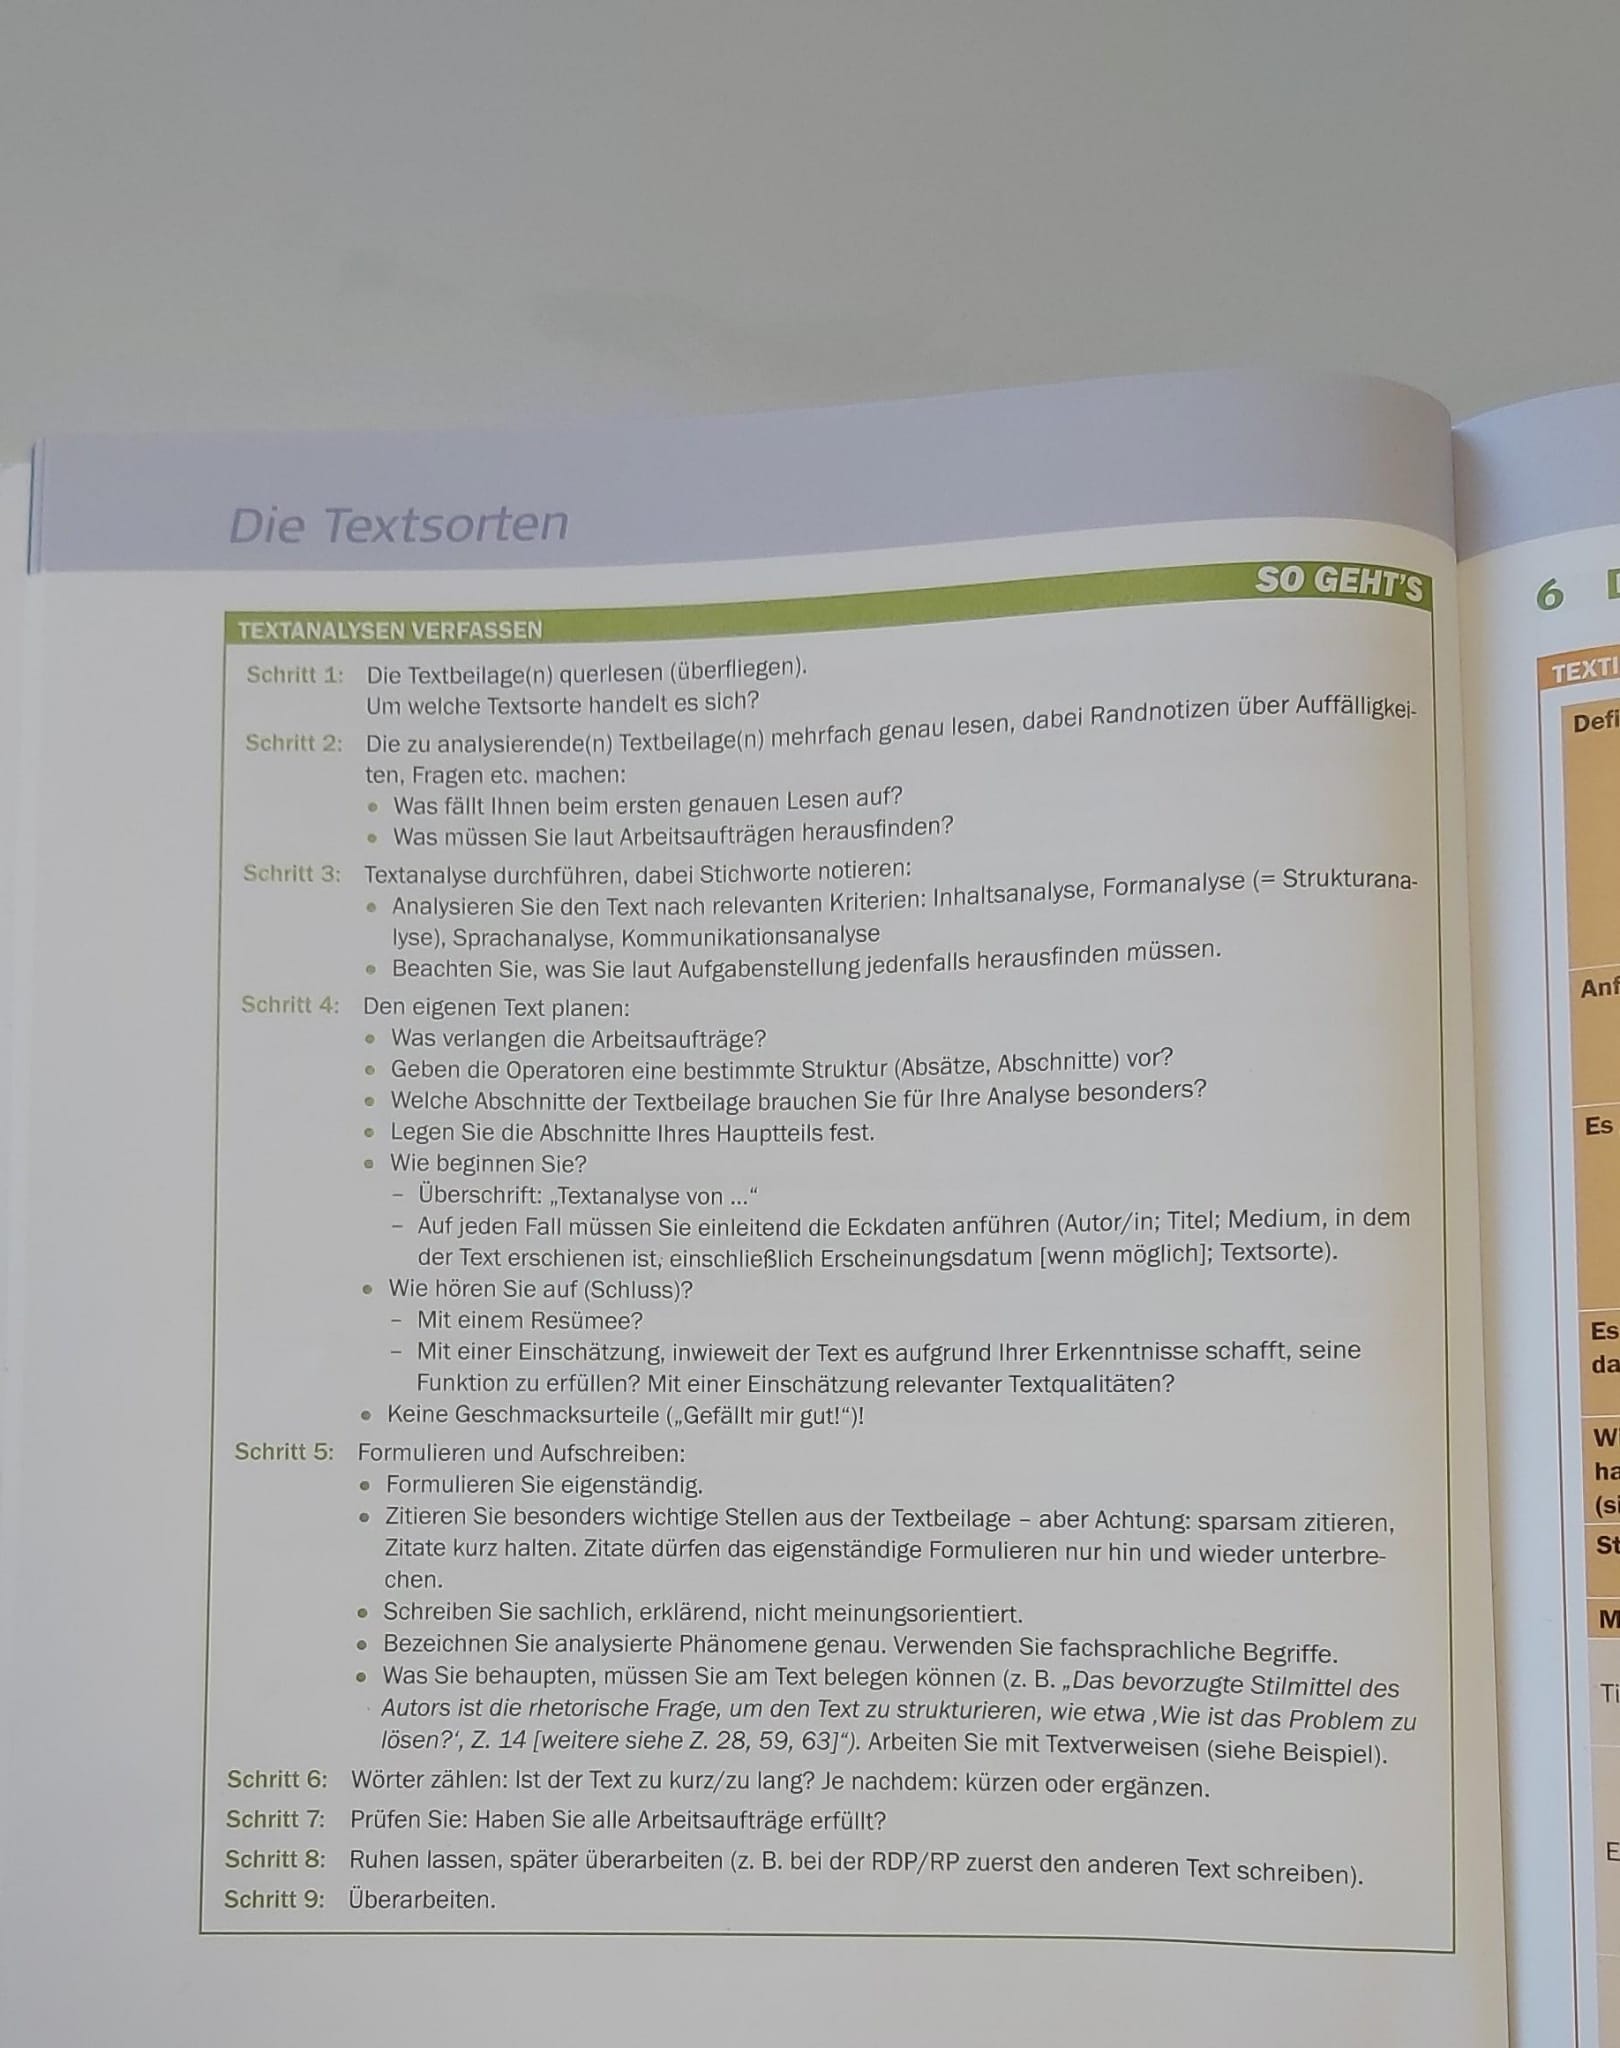 Die Textsorten
SO GEHT'S
TEXTANALYSEN VERFASSEN
Schritt 1: Die Textbeilage(n) querlesen (überfliegen).
Um welche Textsorte handelt es sich?
Schritt 2: Die zu analysierende(n) Textbeilage(n) mehrfach genau lesen, dabei Randnotizen über Auffälligkei-
ten, Fragen etc. machen:
• Was fällt Ihnen beim ersten genauen Lesen auf?
• Was müssen Sie laut Arbeitsaufträgen herausfinden?
Schritt 3: Textanalyse durchführen, dabei Stichworte notieren:
• Analysieren Sie den Text nach relevanten Kriterien: Inhaltsanalyse, Formanalyse (= Strukturana-
lyse), Sprachanalyse, Kommunikationsanalyse
• Beachten Sie, was Sie laut Aufgabenstellung jedenfalls herausfinden müssen.
Schritt 4: Den eigenen Text planen:
• Was verlangen die Arbeitsaufträge?
• Geben die Operatoren eine bestimmte Struktur (Absätze, Abschnitte) vor?
• Welche Abschnitte der Textbeilage brauchen Sie für Ihre Analyse besonders?
• Legen Sie die Abschnitte Ihres Hauptteils fest.
• Wie beginnen Sie?
– Überschrift: „Textanalyse von ...“
– Auf jeden Fall müssen Sie einleitend die Eckdaten anführen (Autor/in; Titel; Medium, in dem
der Text erschienen ist, einschließlich Erscheinungsdatum [wenn möglich]; Textsorte).
• Wie hören Sie auf (Schluss)?
– Mit einem Resümee?
– Mit einer Einschätzung, inwieweit der Text es aufgrund Ihrer Erkenntnisse schafft, seine
Funktion zu erfüllen? Mit einer Einschätzung relevanter Textqualitäten?
• Keine Geschmacksurteile („Gefällt mir gut!“)!
Schritt 5: Formulieren und Aufschreiben:
• Formulieren Sie eigenständig.
• Zitieren Sie besonders wichtige Stellen aus der Textbeilage – aber Achtung: sparsam zitieren,
Zitate kurz halten. Zitate dürfen das eigenständige Formulieren nur hin und wieder unterbre-
chen.
• Schreiben Sie sachlich, erklärend, nicht meinungsorientiert.
• Bezeichnen Sie analysierte Phänomene genau. Verwenden Sie fachsprachliche Begriffe.
• Was Sie behaupten, müssen Sie am Text belegen können (z. B. „Das bevorzugte Stilmittel des
Autors ist die rhetorische Frage, um den Text zu strukturieren, wie etwa ‚Wie ist das Problem zu
lösen?‘, Z. 14 [weitere siehe Z. 28, 59, 63]“). Arbeiten Sie mit Textverweisen (siehe Beispiel).
Schritt 6: Wörter zählen: Ist der Text zu kurz/zu lang? Je nachdem: kürzen oder ergänzen.
Schritt 7: Prüfen Sie: Haben Sie alle Arbeitsaufträge erfüllt?
Schritt 8: Ruhen lassen, später überarbeiten (z. B. bei der RDP/RP zuerst den anderen Text schreiben).
Schritt 9: Überarbeiten.
6
TEXTI
Defi
Anf
Es
Es
da
W
ha
(si
St
M
Ti
E